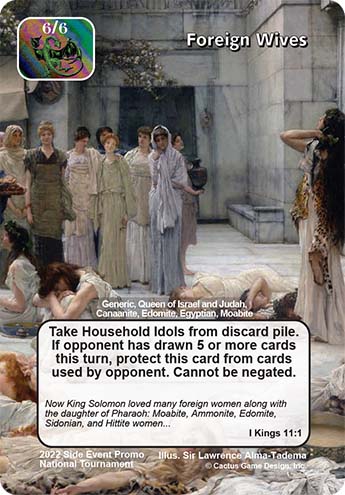 6/6
Foreign Wives
Generic, Queen of Israel and Judah,
Canaanite, Edomite, Egyptian, Moabite
Take Household Idols from discard pile.
If opponent has drawn 5 or more cards
this turn, protect this card from cards
used by opponent. Cannot be negated.
Now King Solomon loved many foreign women along with
the daughter of Pharaoh: Moabite, Ammonite, Edomite,
Sidonian, and Hittite women...
I Kings 11:1
2022 Side Event Promo
National Tournament
Illus. Sir Lawrence Alma-Tadema
© Cactus Game Design, Inc.